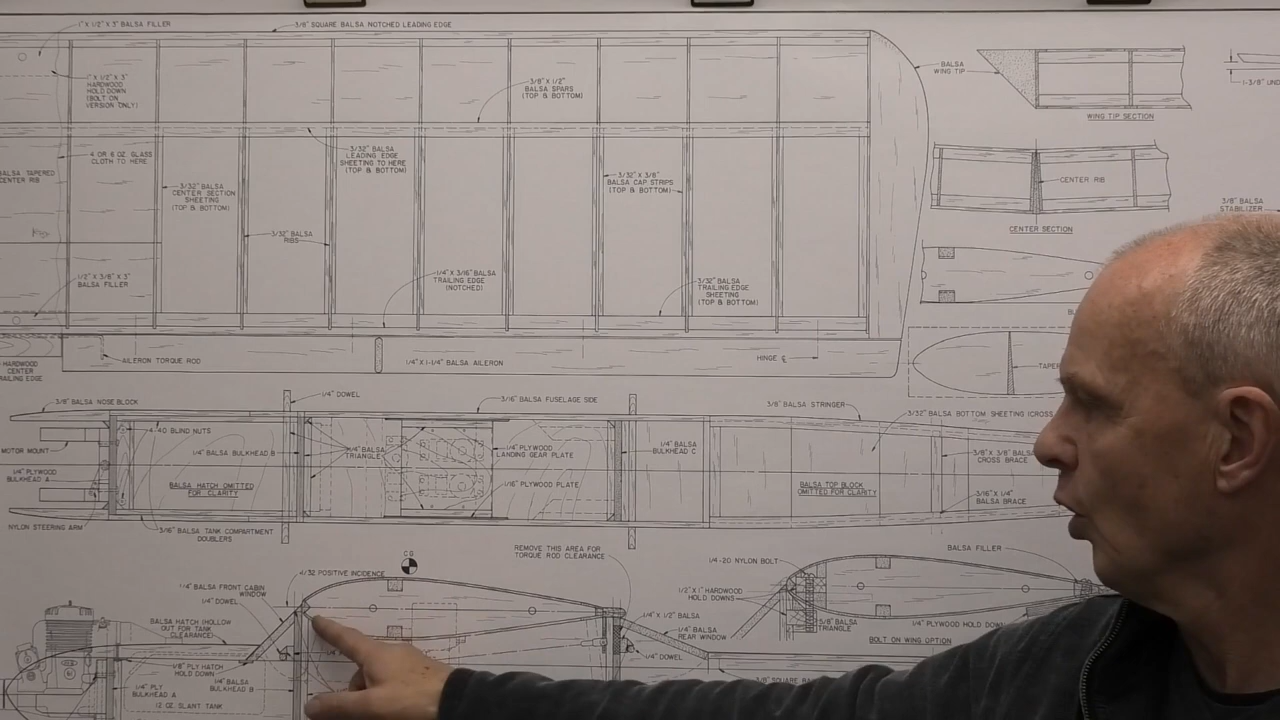 1" X 1/2" X 3" BALSA FILLER
3/8" SQUARE BALSA NOTCHED LEADING EDGE
1" X 1/2" X 3"
HARDWOOD
HOLD DOWN
(BOLT ON
VERSION ONLY)
3/8" X 1/2"
BALSA SPARS
(TOP & BOTTOM)
BALSA
WING TIP
WING TIP SECTION
4 OR 6 OZ. GLASS
CLOTH TO HERE
3/32" BALSA
LEADING EDGE
SHEETING TO HERE
(TOP & BOTTOM)
BALSA TAPERED
CENTER RIB
3/32" BALSA
CENTER SECTION
SHEETING
(TOP & BOTTOM)
3/32" X 3/8"
BALSA CAP STRIPS
(TOP & BOTTOM)
CENTER RIB
CENTER SECTION
3/8" BALSA
STABILIZER
3/32" BALSA
RIBS
1/2" X 3/8" X 3"
BALSA FILLER
1/4" X 3/16" BALSA
TRAILING EDGE
(NOTCHED)
3/32" BALSA
TRAILING EDGE
SHEETING
(TOP & BOTTOM)
HARDWOOD
CENTER
TRAILING EDGE
AILERON TORQUE ROD
1/4" X 1-1/4" BALSA AILERON
HINGE ℄
TAPE
3/8" BALSA NOSE BLOCK
1/4" DOWEL
3/16" BALSA FUSELAGE SIDE
3/8" BALSA STRINGER
3/32" BALSA BOTTOM SHEETING (CROSS
4-40 BLIND NUTS
MOTOR MOUNT
1/4" BALSA BULKHEAD B
1/4" BALSA
TRIANGLE
1/4" PLYWOOD
LANDING GEAR PLATE
1/4" BALSA
BULKHEAD C
3/8" X 3/8" BALSA
CROSS BRACE
1/4" PLYWOOD
BULKHEAD A
BALSA HATCH OMITTED
FOR CLARITY
1/16" PLYWOOD PLATE
BALSA TOP BLOCK
OMITTED FOR CLARITY
3/16" X 1/4"
BALSA BRACE
NYLON STEERING ARM
3/16" BALSA TANK COMPARTMENT
DOUBLERS
CG
REMOVE THIS AREA FOR
TORQUE ROD CLEARANCE
BALSA FILLER
1/4-20 NYLON BOLT
4/32 POSITIVE INCIDENCE
1/4" BALSA FRONT CABIN
WINDOW
1/4" DOWEL
1/2" X 1" HARDWOOD
HOLD DOWNS
BALSA HATCH (HOLLOW
OUT FOR TANK
CLEARANCE)
1/4" X 1/2" BALSA
1/4" BALSA
REAR WINDOW
5/8" BALSA
TRIANGLE
1/4" PLYWOOD HOLD DOW
BOLT ON WING OPTION
1/8" PLY HATCH
HOLD DOWN
1/4" DOWEL
1/4" PLY
BULKHEAD A
1/4" BALSA
BULKHEAD B
12 OZ. SLANT TANK
3/8" SQUARE BALSA